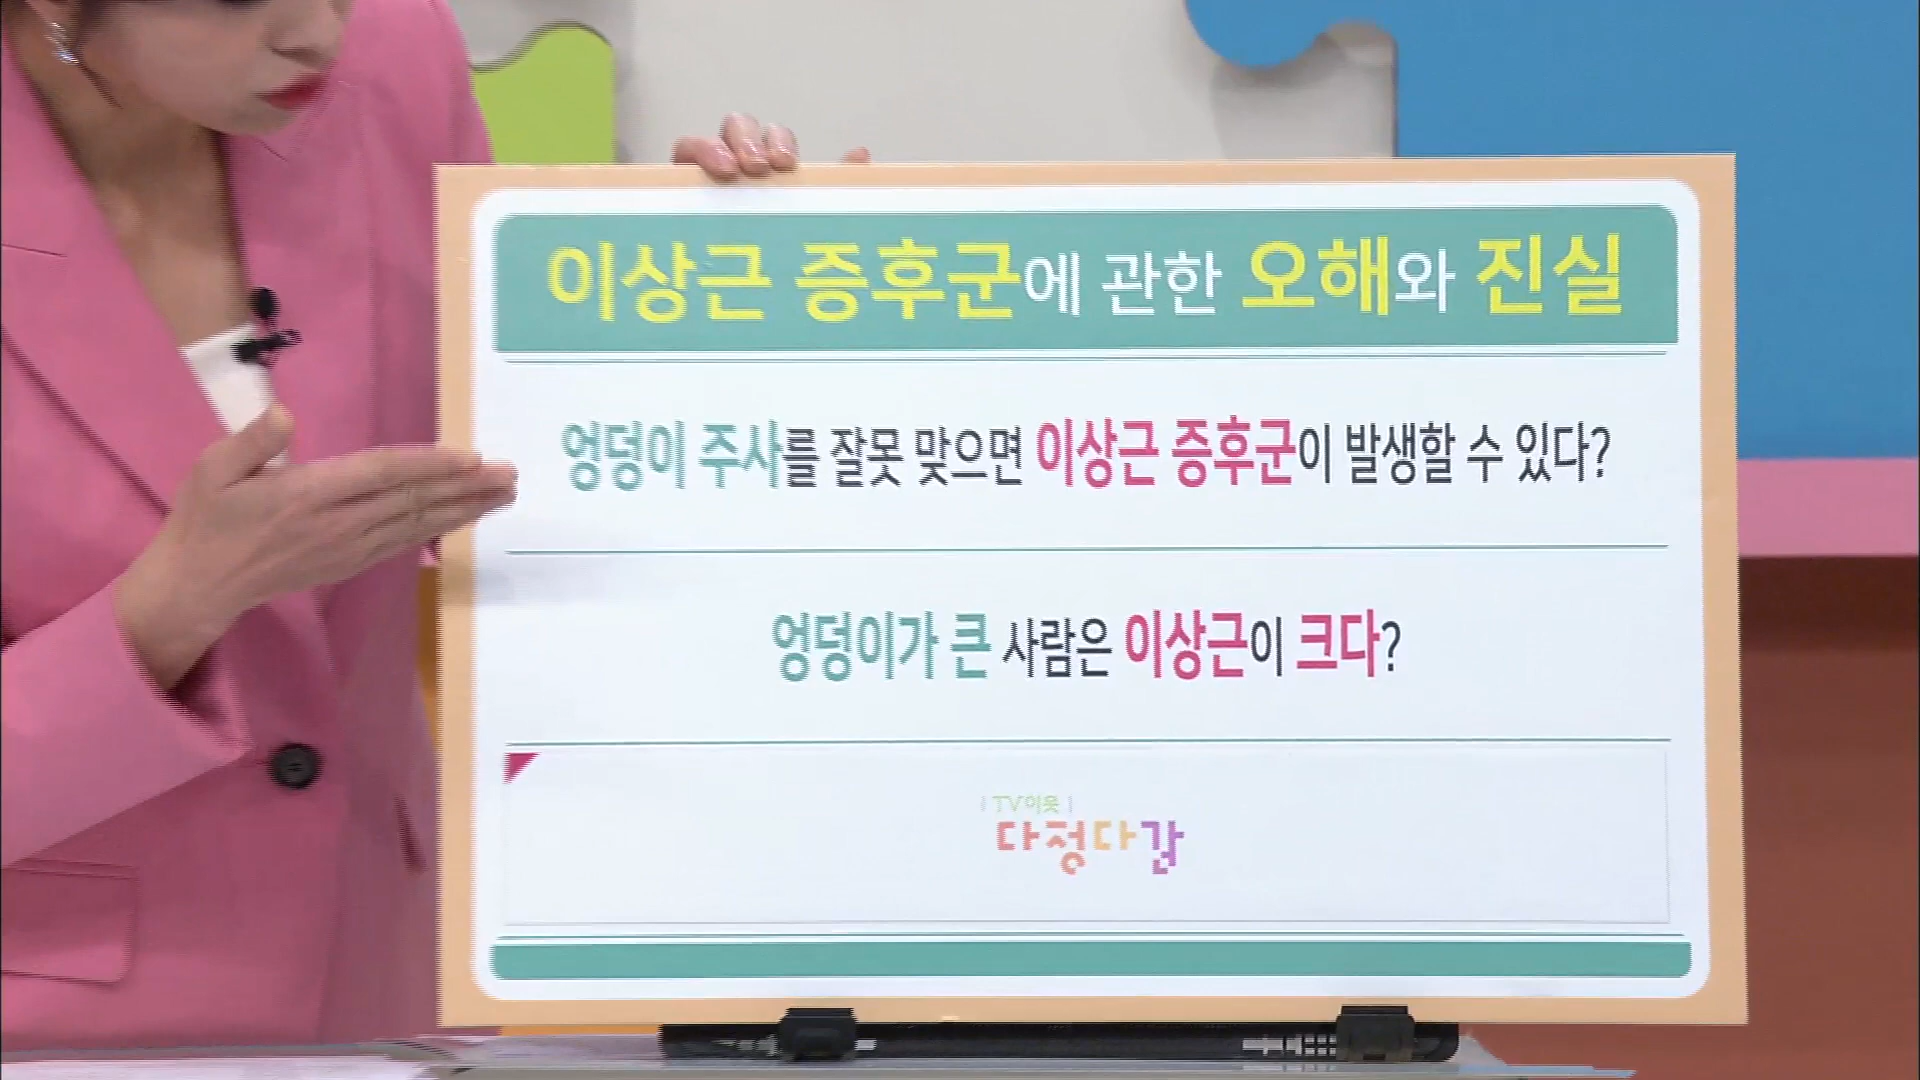 이상근 증후군에 관한 오해와 진실
엉덩이 주사를 잘못 맞으면 이상근 증후군이 발생할 수 있다?
엉덩이가 큰 사람은 이상근이 크다?
TV이웃
다정다감